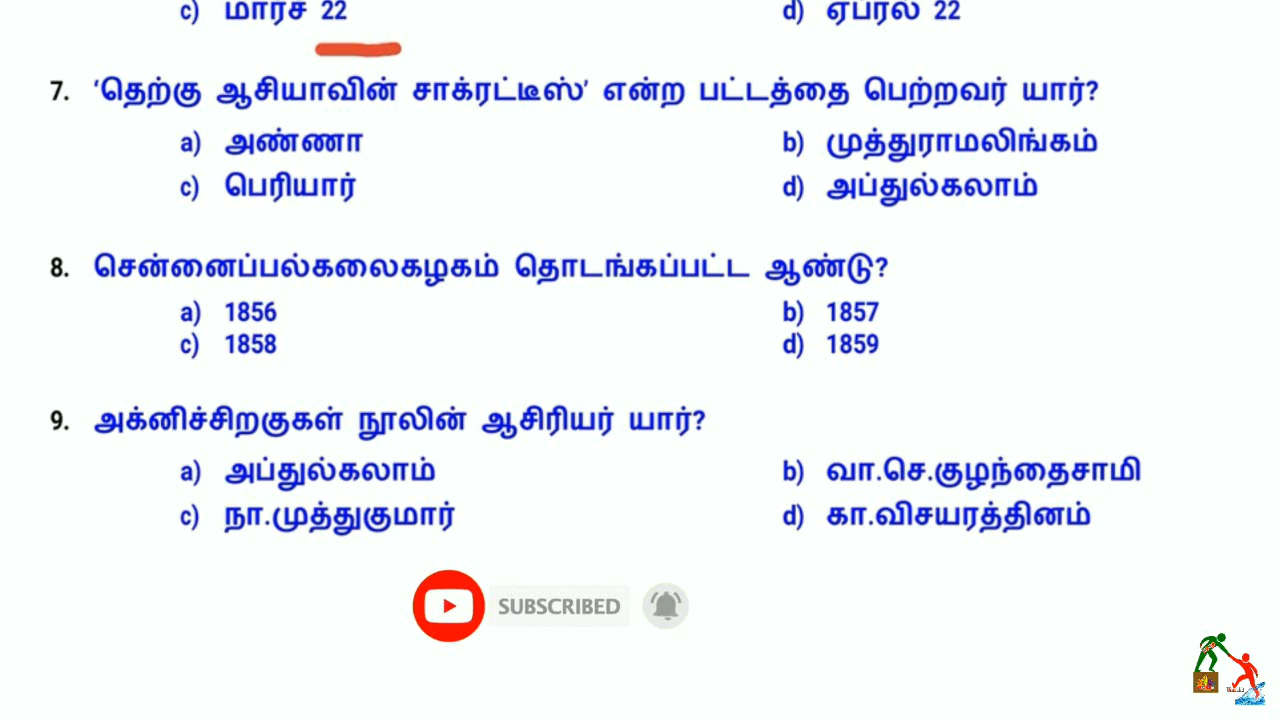 c) மார்ச் 22 d) ஏப்ரல் 22
7. ‘தெற்கு ஆசியாவின் சாக்ரட்டீஸ்’ என்ற பட்டத்தை பெற்றவர் யார்?
a) அண்ணா b) முத்துராமலிங்கம்
c) பெரியார் d) அப்துல்கலாம்
8. சென்னைப்பல்கலைகழகம் தொடங்கப்பட்ட ஆண்டு?
a) 1856 b) 1857
c) 1858 d) 1859
9. அக்னிச்சிறகுகள் நூலின் ஆசிரியர் யார்?
a) அப்துல்கலாம் b) வா.செ.குழந்தைசாமி
c) நா.முத்துகுமார் d) கா.விசயரத்தினம்
SUBSCRIBED